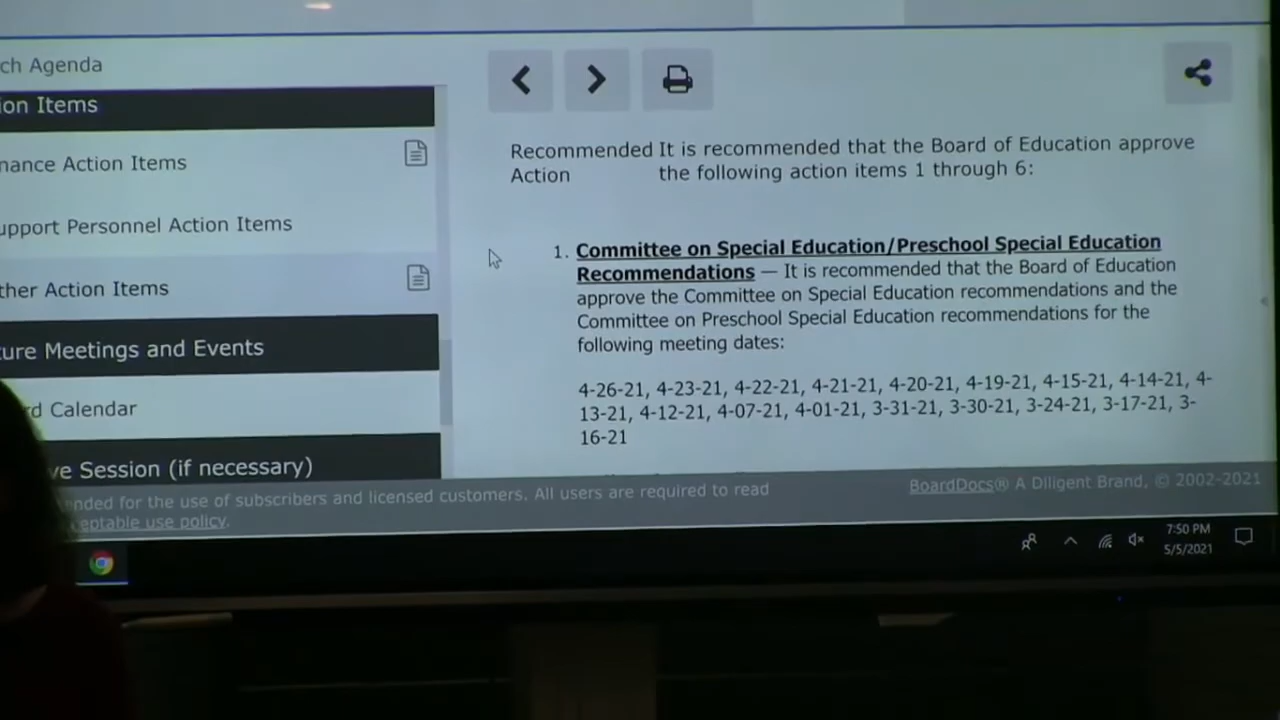 ch Agenda
ion Items
nance Action Items
upport Personnel Action Items
ther Action Items
ture Meetings and Events
rd Calendar
ve Session (if necessary)
Recommended It is recommended that the Board of Education approve
Action the following action items 1 through 6:
1. Committee on Special Education/Preschool Special Education
Recommendations — It is recommended that the Board of Education
approve the Committee on Special Education recommendations and the
Committee on Preschool Special Education recommendations for the
following meeting dates:
4-26-21, 4-23-21, 4-22-21, 4-21-21, 4-20-21, 4-19-21, 4-15-21, 4-14-21, 4-
13-21, 4-12-21, 4-07-21, 4-01-21, 3-31-21, 3-30-21, 3-24-21, 3-17-21, 3-
16-21
nded for the use of subscribers and licensed customers. All users are required to read
ceptable use policy.
BoardDocs® A Diligent Brand, © 2002-2021
7:50 PM
5/5/2021